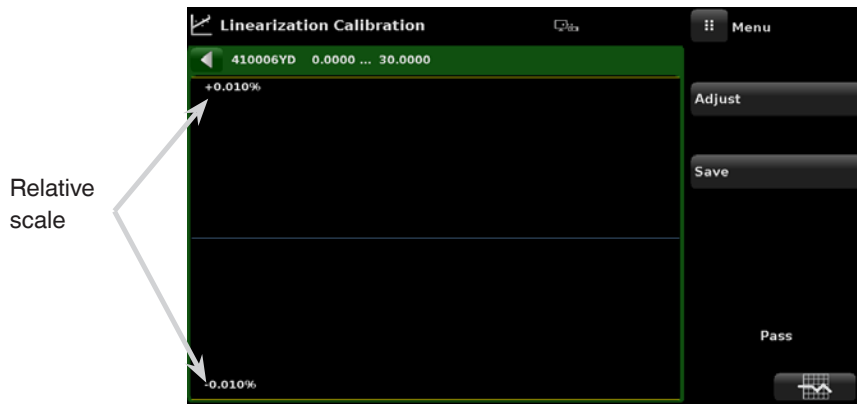 Linearization Calibration
Menu
410006YD 0.0000 ... 30.0000
+0.010%
Adjust
Save
Relative
scale
Pass
-0.010%